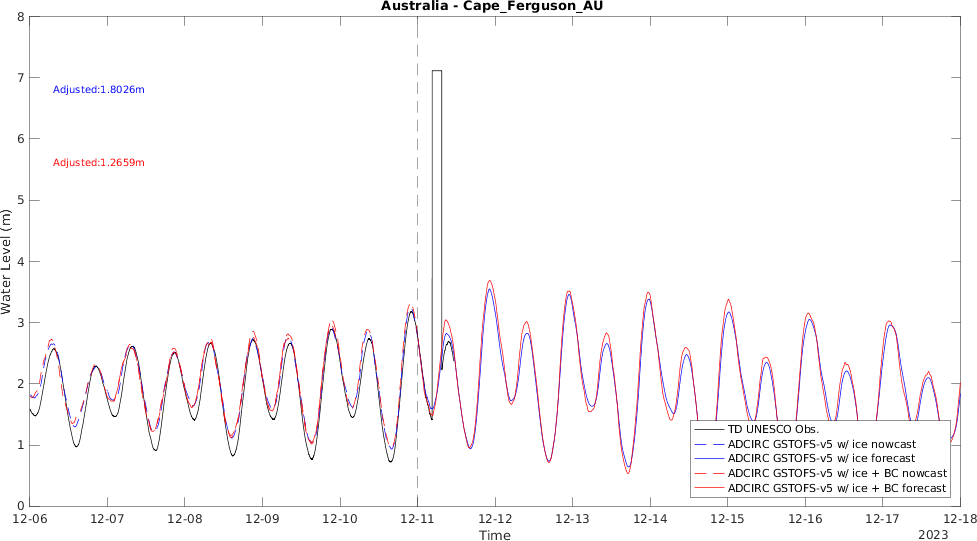 Australia - Cape_Ferguson_AU
8
7
Adjusted:1.8026m
6
Adjusted:1.2659m
5
4
Water Level (m)
3
2
1
0
TD UNESCO Obs.
ADCIRC GSTOFS-v5 w/ ice nowcast
ADCIRC GSTOFS-v5 w/ ice forecast
ADCIRC GSTOFS-v5 w/ ice + BC nowcast
ADCIRC GSTOFS-v5 w/ ice + BC forecast
12-06 12-07 12-08 12-09 12-10 12-11 12-12 12-13 12-14 12-15 12-16 12-17 12-18
Time
2023